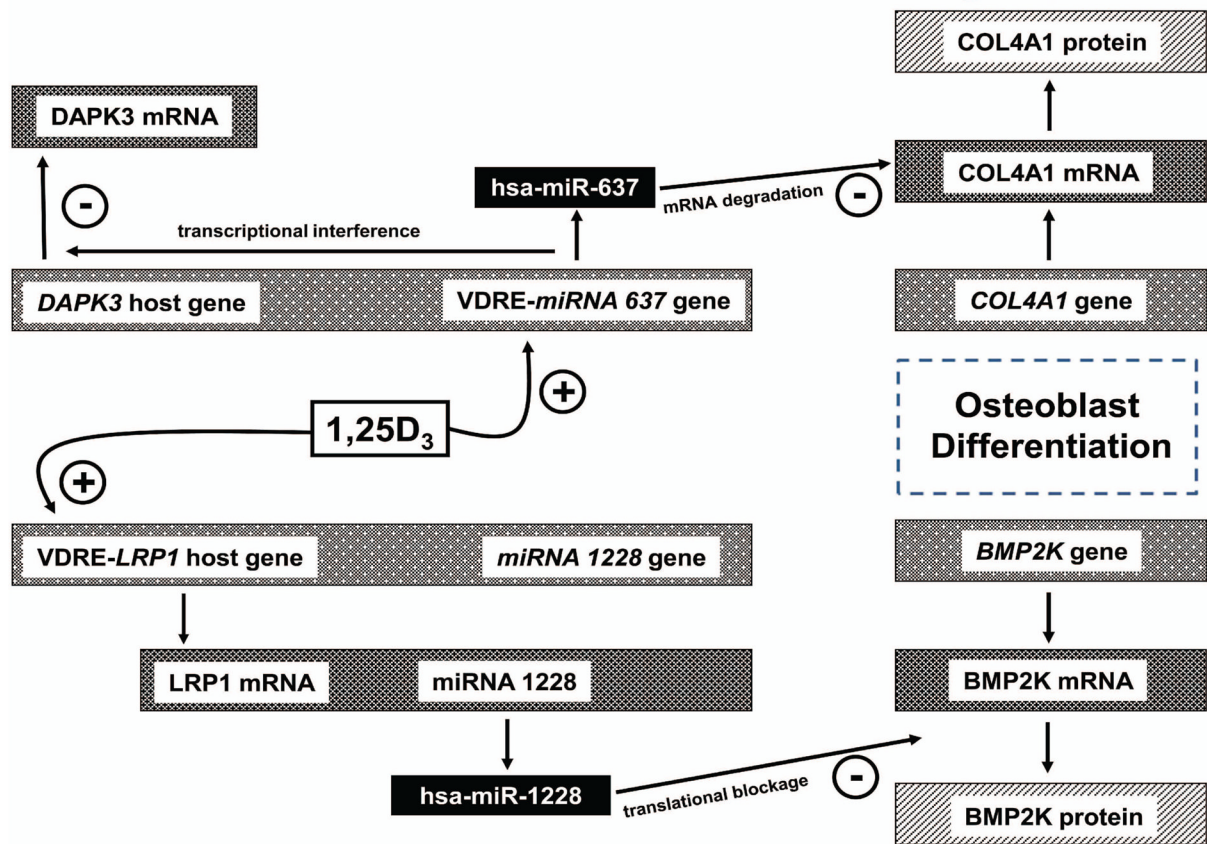 COL4A1 protein
DAPK3 mRNA
-
hsa-miR-637
mRNA degradation
-
COL4A1 mRNA
transcriptional interference
DAPK3 host gene
VDRE-miRNA 637 gene
COL4A1 gene
1,25D₃
+
+
Osteoblast
Differentiation
VDRE-LRP1 host gene
miRNA 1228 gene
BMP2K gene
LRP1 mRNA
miRNA 1228
BMP2K mRNA
hsa-miR-1228
translational blockage
-
BMP2K protein